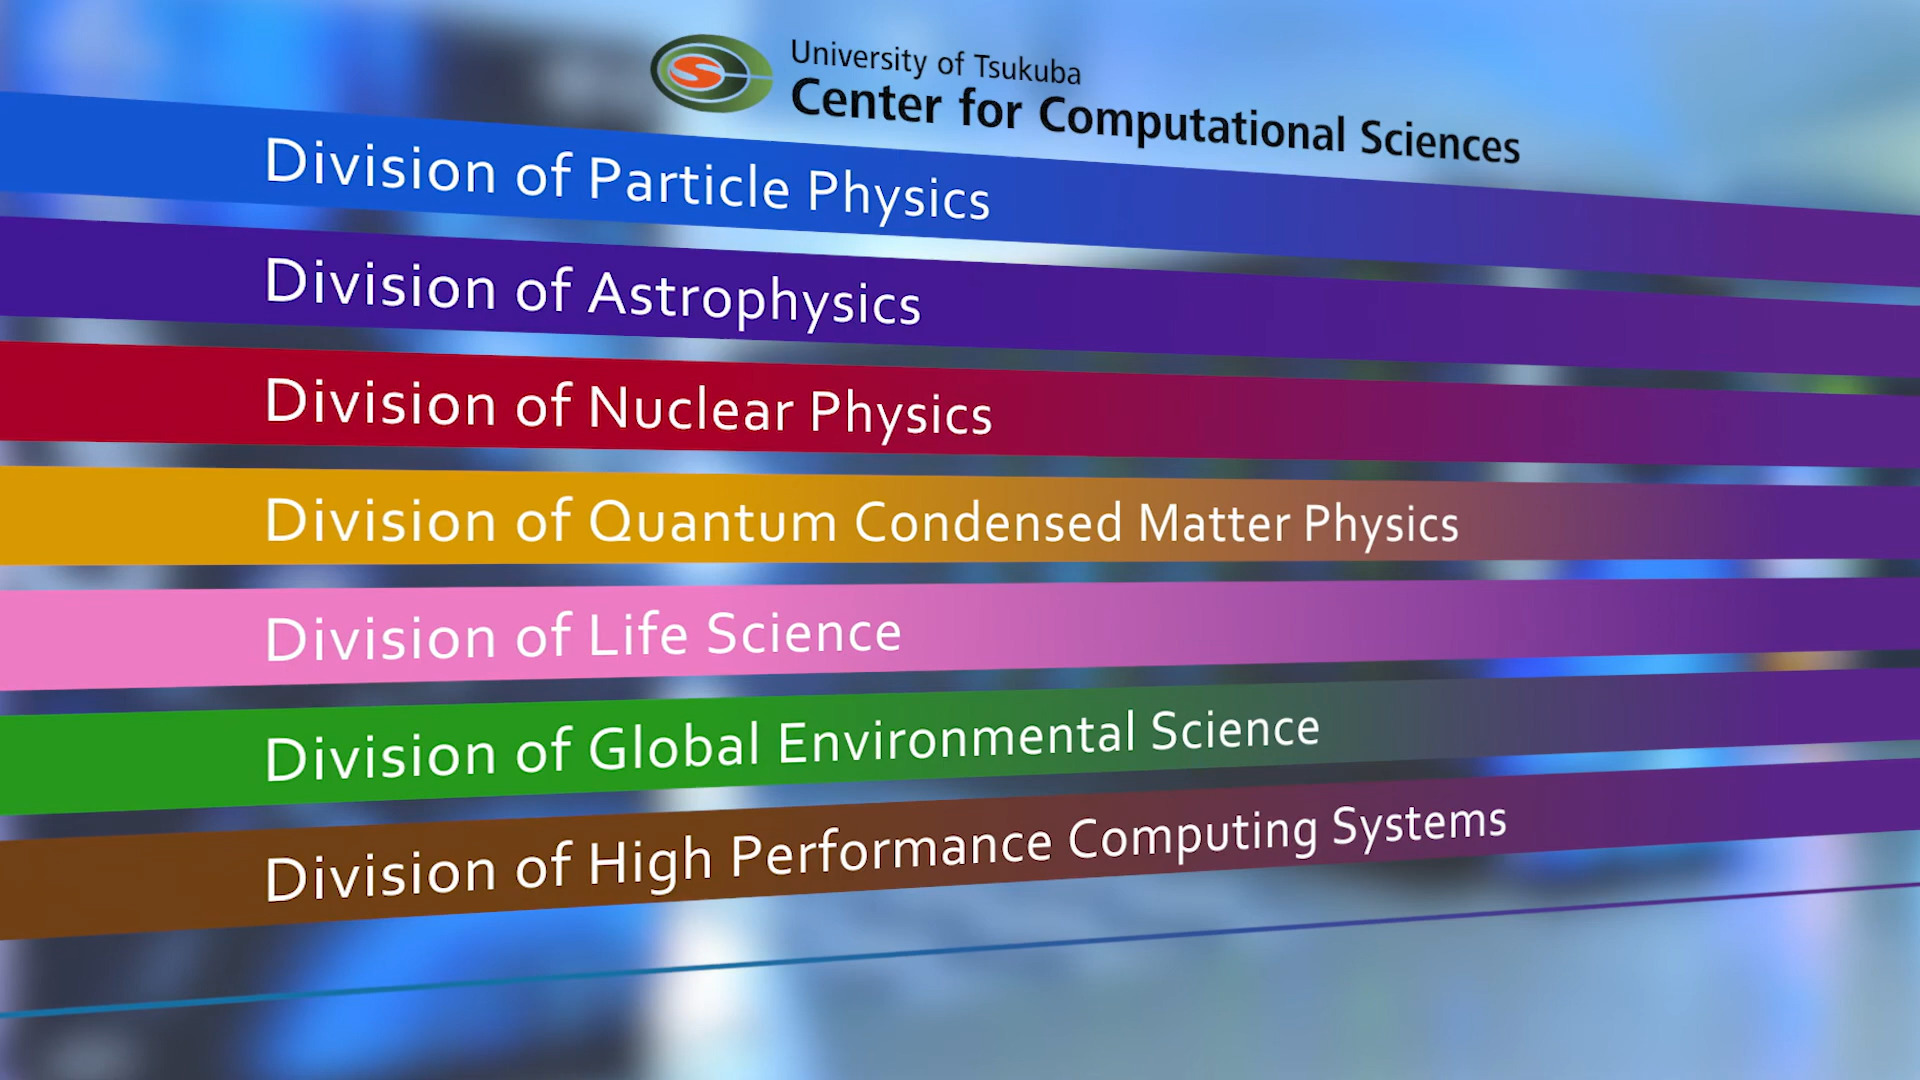 University of Tsukuba
Center for Computational Sciences
Division of Particle Physics
Division of Astrophysics
Division of Nuclear Physics
Division of Quantum Condensed Matter Physics
Division of Life Science
Division of Global Environmental Science
Division of High Performance Computing Systems